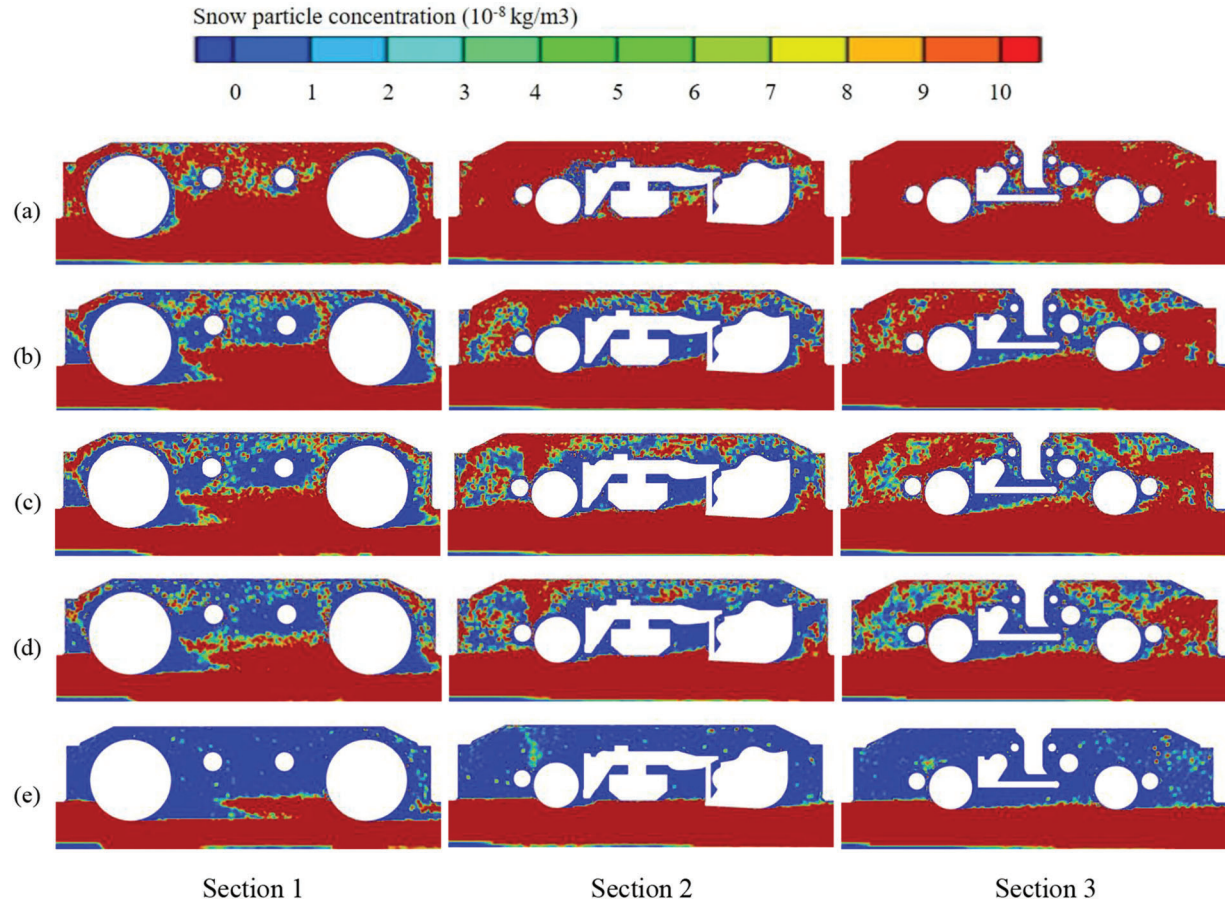 Snow particle concentration (10⁻⁸ kg/m3)
0 1 2 3 4 5 6 7 8 9 10
(a)
(b)
(c)
(d)
(e)
Section 1 Section 2 Section 3